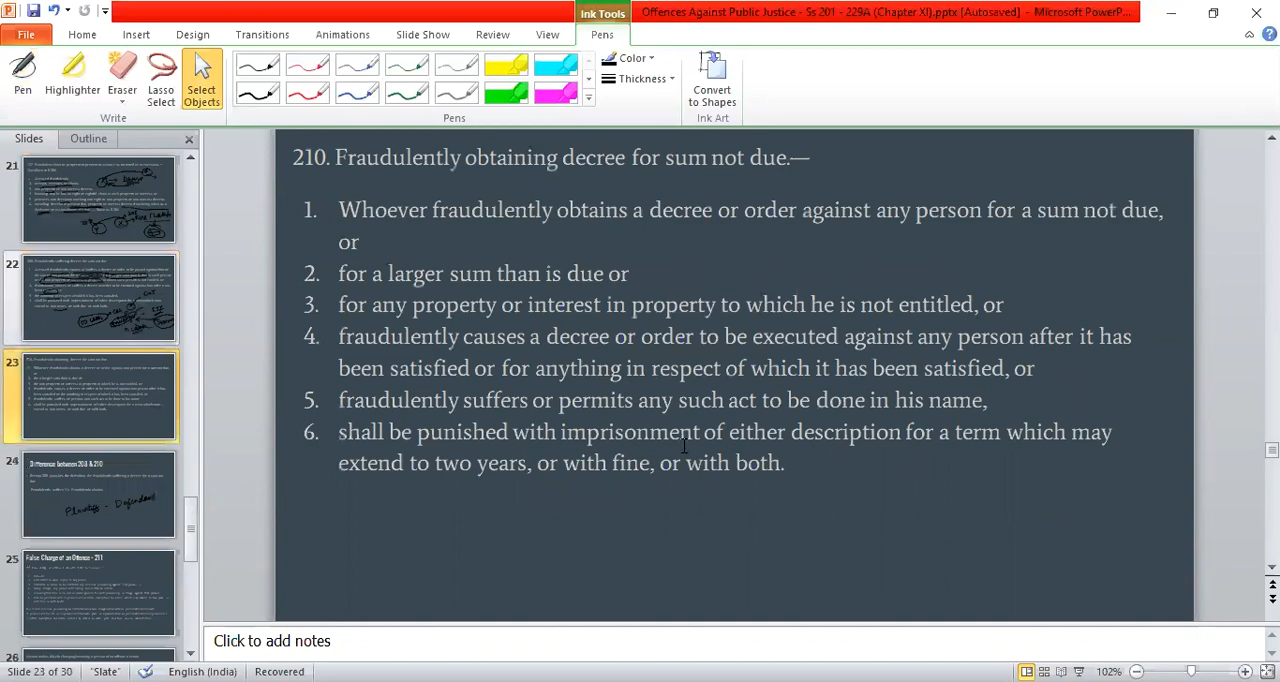 Ink Tools
Offences Against Public Justice - Ss 201 - 229A (Chapter XI).pptx [Autosaved] - Microsoft PowerP...
File Home Insert Design Transitions Animations Slide Show Review View Pens
Pen Highlighter Eraser Lasso Select Select Objects
Color
Thickness
Convert to Shapes
Write Pens Ink Art
Slides Outline
210. Fraudulently obtaining decree for sum not due.—
1. Whoever fraudulently obtains a decree or order against any person for a sum not due,
or
2. for a larger sum than is due or
3. for any property or interest in property to which he is not entitled, or
4. fraudulently causes a decree or order to be executed against any person after it has
been satisfied or for anything in respect of which it has been satisfied, or
5. fraudulently suffers or permits any such act to be done in his name,
6. shall be punished with imprisonment of either description for a term which may
extend to two years, or with fine, or with both.
21
22
23
24
Difference between 208 & 210
Plaintiff - Defendant
25
False Charge of an Offence - 211
26
Click to add notes
Slide 23 of 30 "Slate" English (India) Recovered 102%